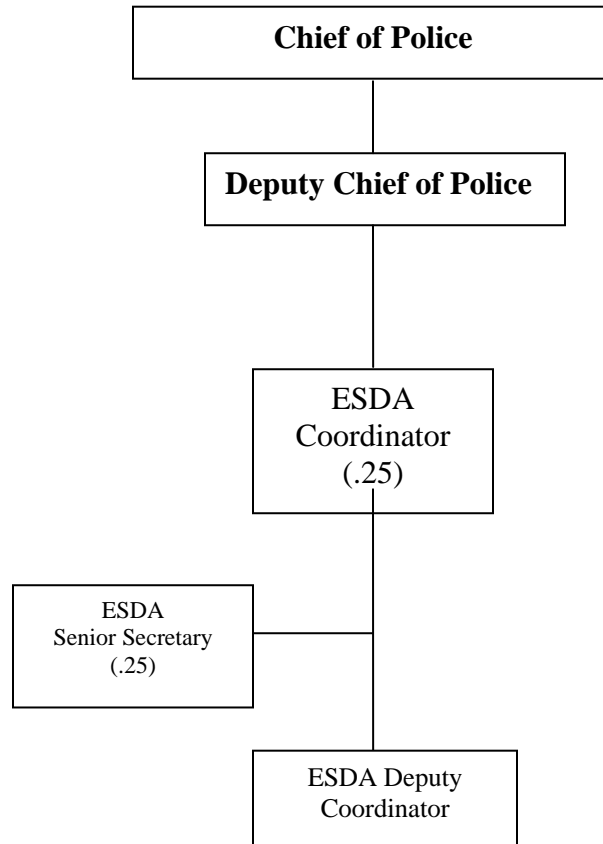 Chief of Police
Deputy Chief of Police
ESDA
Coordinator
(.25)
ESDA
Senior Secretary
(.25)
ESDA Deputy
Coordinator